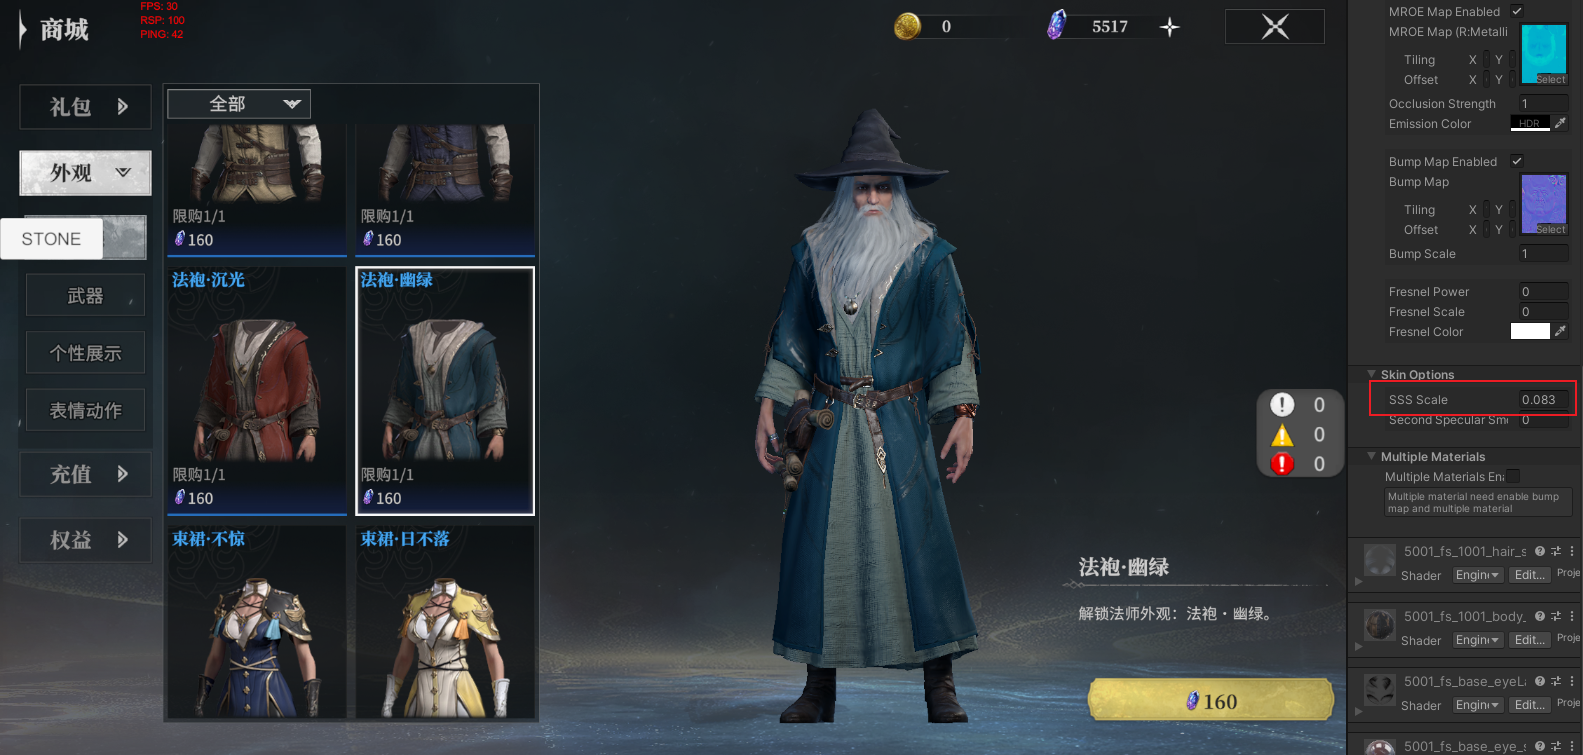 FPS: 30
RSP: 100
PING: 42
商城
0
5517
礼包
外观
STONE
武器
个性展示
表情动作
充值
权益
全部
限购1/1
160
限购1/1
160
法袍·沉光
限购1/1
160
法袍·幽绿
限购1/1
160
束裙·不惊
束裙·日不落
0
0
0
法袍·幽绿
解锁法师外观：法袍·幽绿。
160
MROE Map Enabled
MROE Map (R:Metalli
Tiling X Y
Offset X Y
Select
Occlusion Strength 1
Emission Color HDR
Bump Map Enabled
Bump Map
Tiling X Y
Offset X Y
Select
Bump Scale 1
Fresnel Power 0
Fresnel Scale 0
Fresnel Color
Skin Options
SSS Scale 0.083
Second Specular Smo 0
Multiple Materials
Multiple Materials En
Multiple material need enable bump
map and multiple material
5001_fs_1001_hair_s
Shader Engin Edit... Proje
5001_fs_1001_body_
Shader Engin Edit... Proje
5001_fs_base_eyeLa
Shader Engin Edit... Proje
5001_fs_base_eye_s